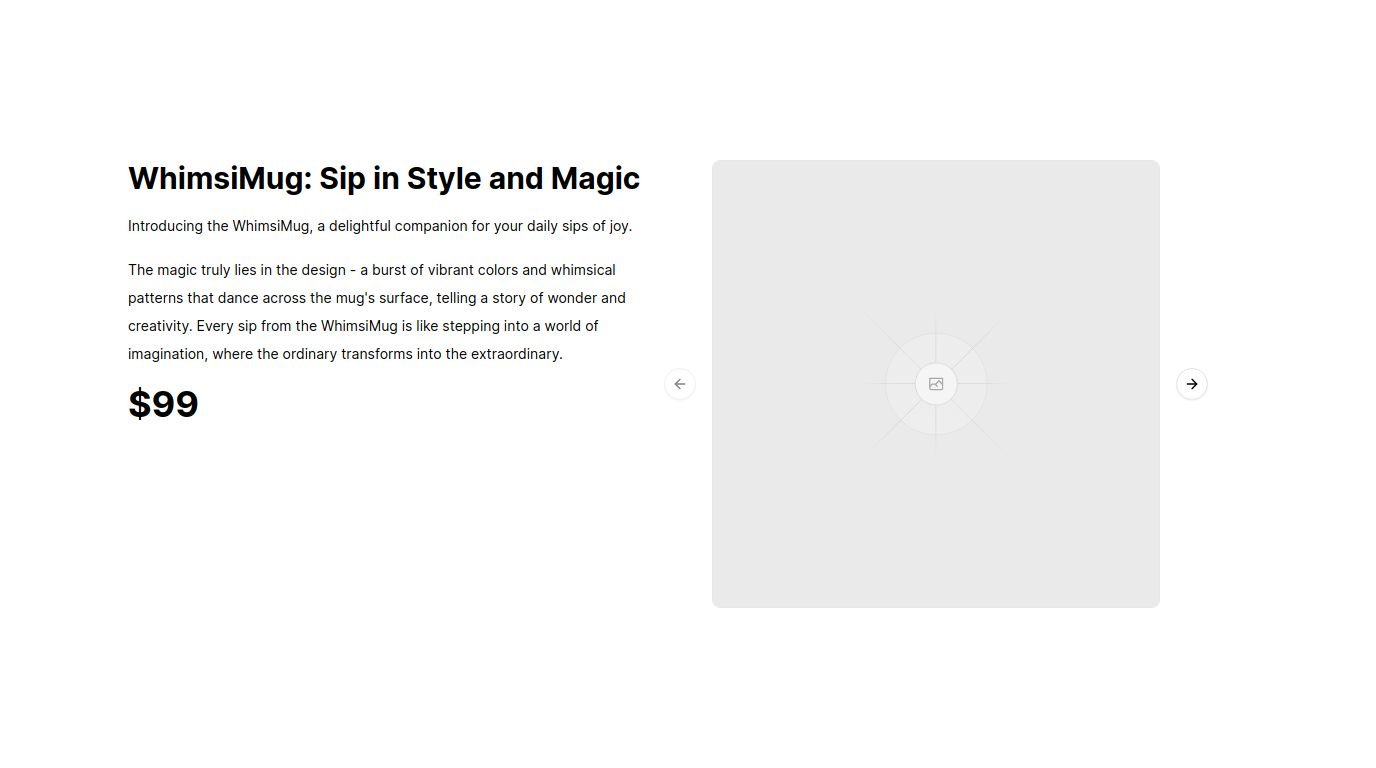 WhimsiMug: Sip in Style and Magic
Introducing the WhimsiMug, a delightful companion for your daily sips of joy.
The magic truly lies in the design - a burst of vibrant colors and whimsical
patterns that dance across the mug's surface, telling a story of wonder and
creativity. Every sip from the WhimsiMug is like stepping into a world of
imagination, where the ordinary transforms into the extraordinary.
$99